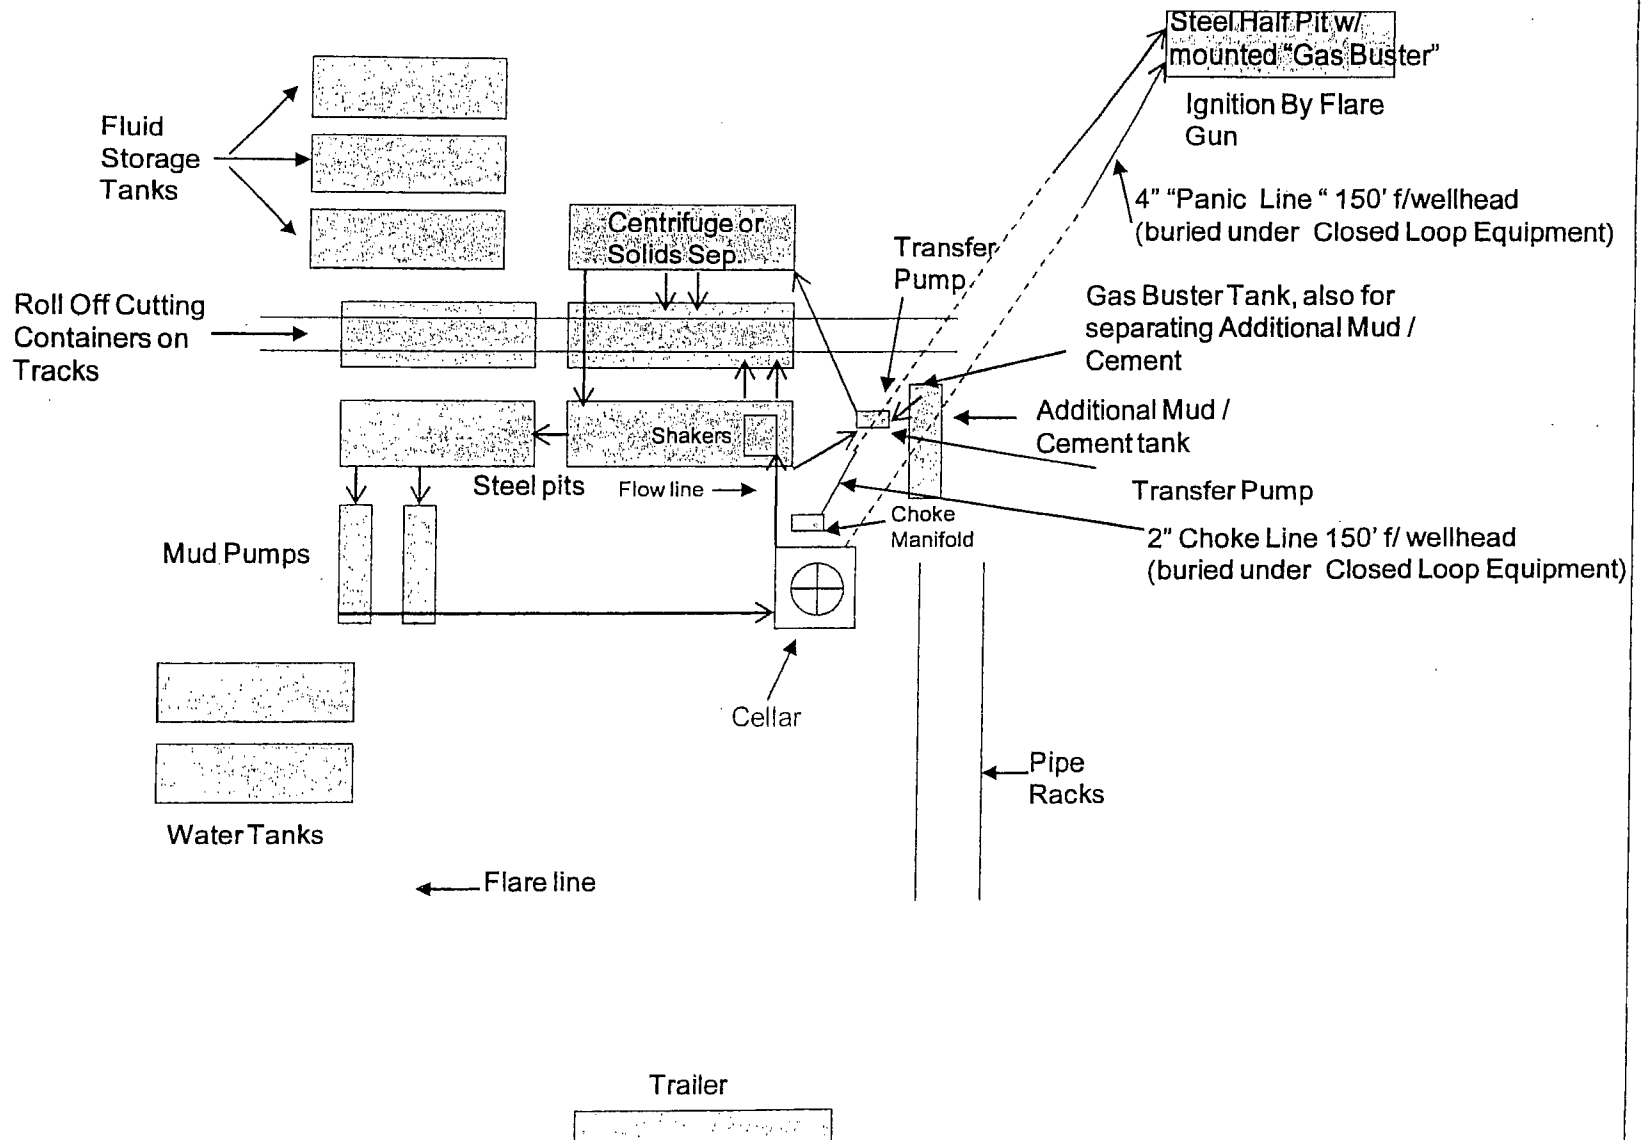 Steel Half Pit w/
mounted "Gas Buster"
Ignition By Flare
Gun
Fluid
Storage
Tanks
4" "Panic Line " 150' f/wellhead
(buried under Closed Loop Equipment)
Centrifuge or
Solids Sep.
Transfer
Pump
Roll Off Cutting
Containers on
Tracks
Gas Buster Tank, also for
separating Additional Mud /
Cement
Additional Mud /
Cement tank
Shakers
Steel pits
Flow line
Transfer Pump
Choke
Manifold
2" Choke Line 150' f/ wellhead
(buried under Closed Loop Equipment)
Mud Pumps
Cellar
Pipe
Racks
Water Tanks
Flare line
Trailer